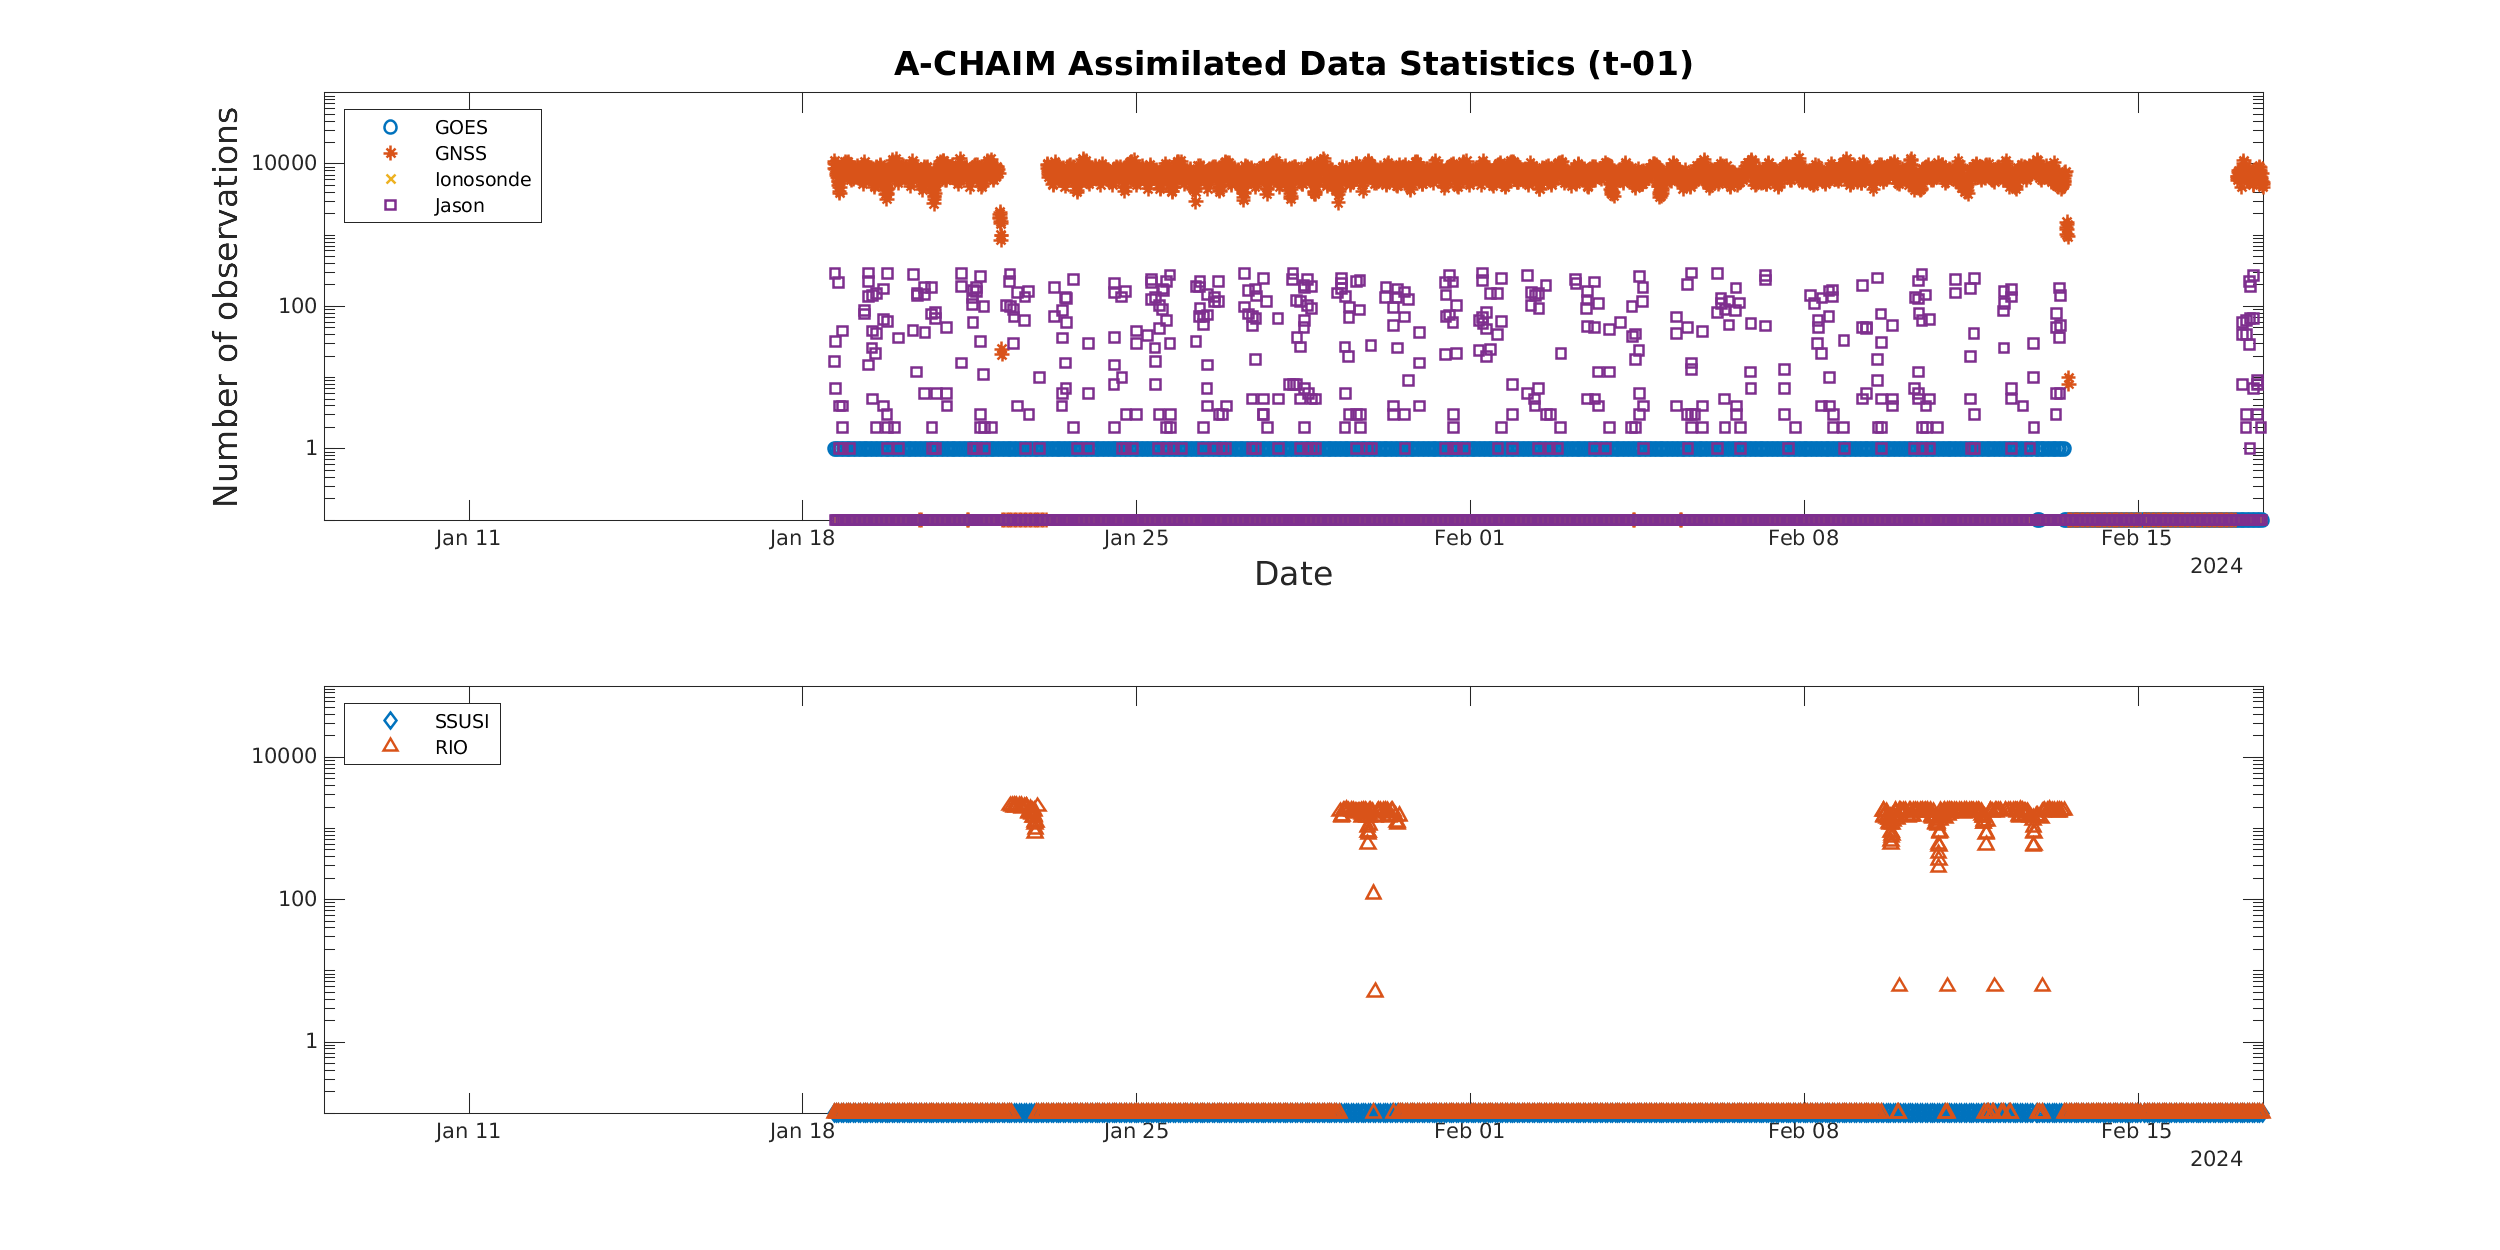 A-CHAIM Assimilated Data Statistics (t-01)
Number of observations
10000
100
1
GOES
GNSS
Ionosonde
Jason
Jan 11 Jan 18 Jan 25 Feb 01 Feb 08 Feb 15
2024
Date
10000
100
1
SSUSI
RIO
Jan 11 Jan 18 Jan 25 Feb 01 Feb 08 Feb 15
2024